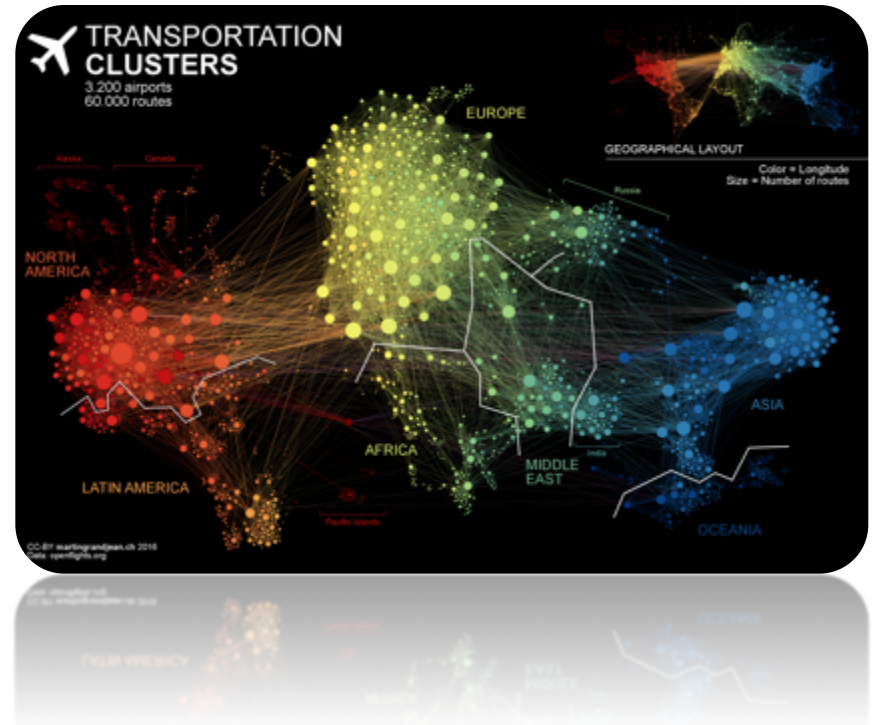 TRANSPORTATION
CLUSTERS
3.200 airports
60.000 routes
EUROPE
GEOGRAPHICAL LAYOUT
Color = Longitude
Size = Number of routes
Alaska
Canada
Russia
NORTH
AMERICA
ASIA
AFRICA
India
MIDDLE
EAST
LATIN AMERICA
Pacific Islands
OCEANIA
CC-BY martingrandjean.ch 2016
Data: openflights.org